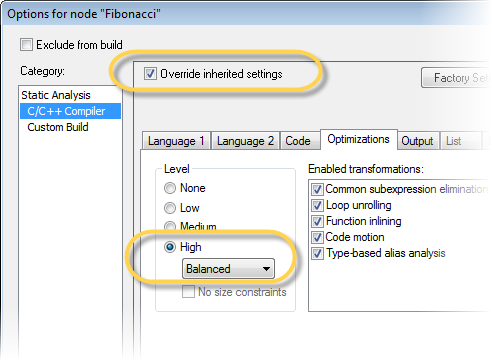 Options for node "Fibonacci"
Exclude from build
Category:
Override inherited settings
Factory Se
Static Analysis
C/C++ Compiler
Custom Build
Language 1 Language 2 Code Optimizations Output List
Level
Enabled transformations:
None
Low
Medium
High
Balanced
No size constraints
Common subexpression elimination
Loop unrolling
Function inlining
Code motion
Type-based alias analysis